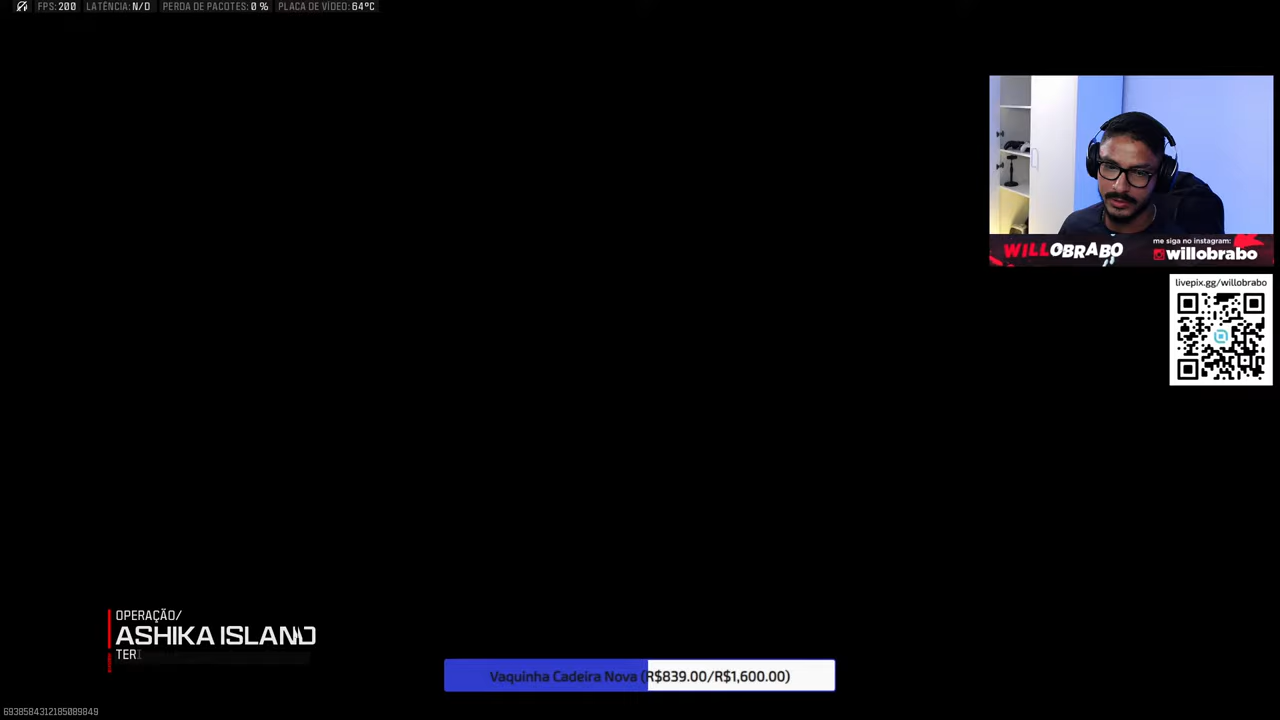 FPS: 200 LATÊNCIA: N/D PERDA DE PACOTES: 0 % PLACA DE VÍDEO: 64°C
WILLOBRABO
me siga no instagram:
willobrabo
livepix.gg/willobrabo
OPERAÇÃO/
ASHIKA ISLAND
TER
Vaquinha Cadeira Nova (R$839.00/R$1,600.00)
6938584312185089849